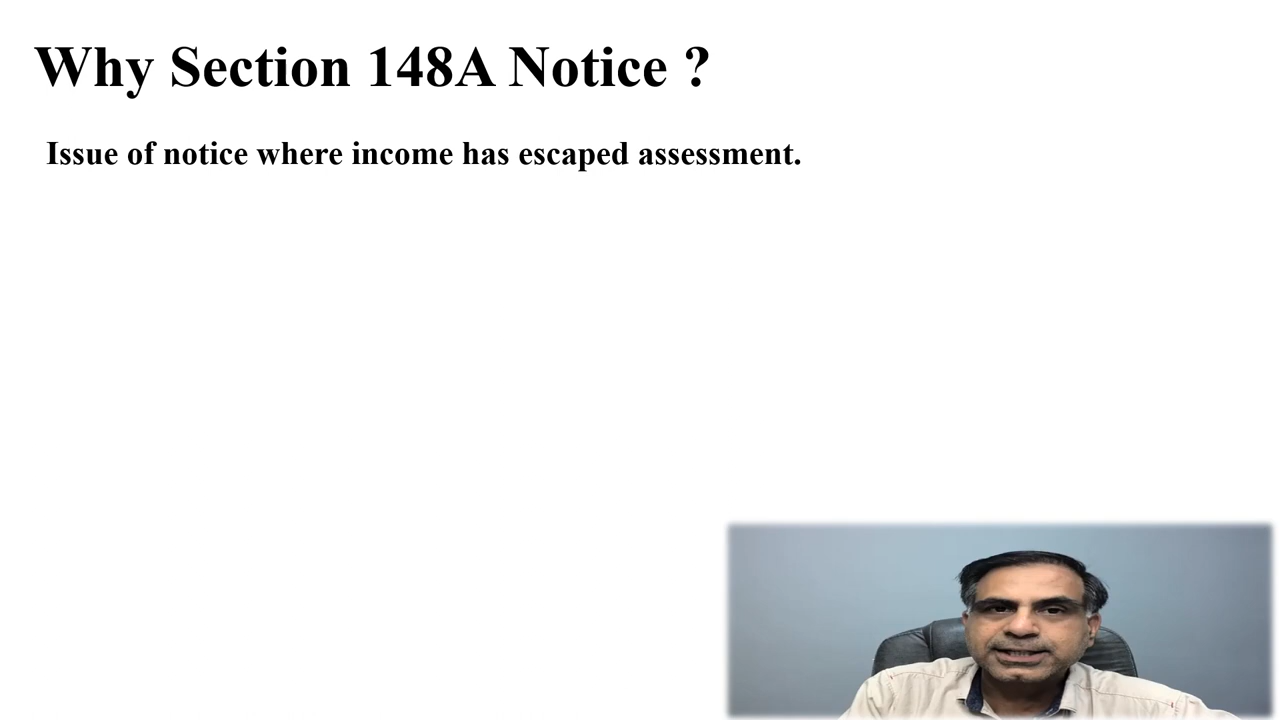 Why Section 148A Notice ?
Issue of notice where income has escaped assessment.